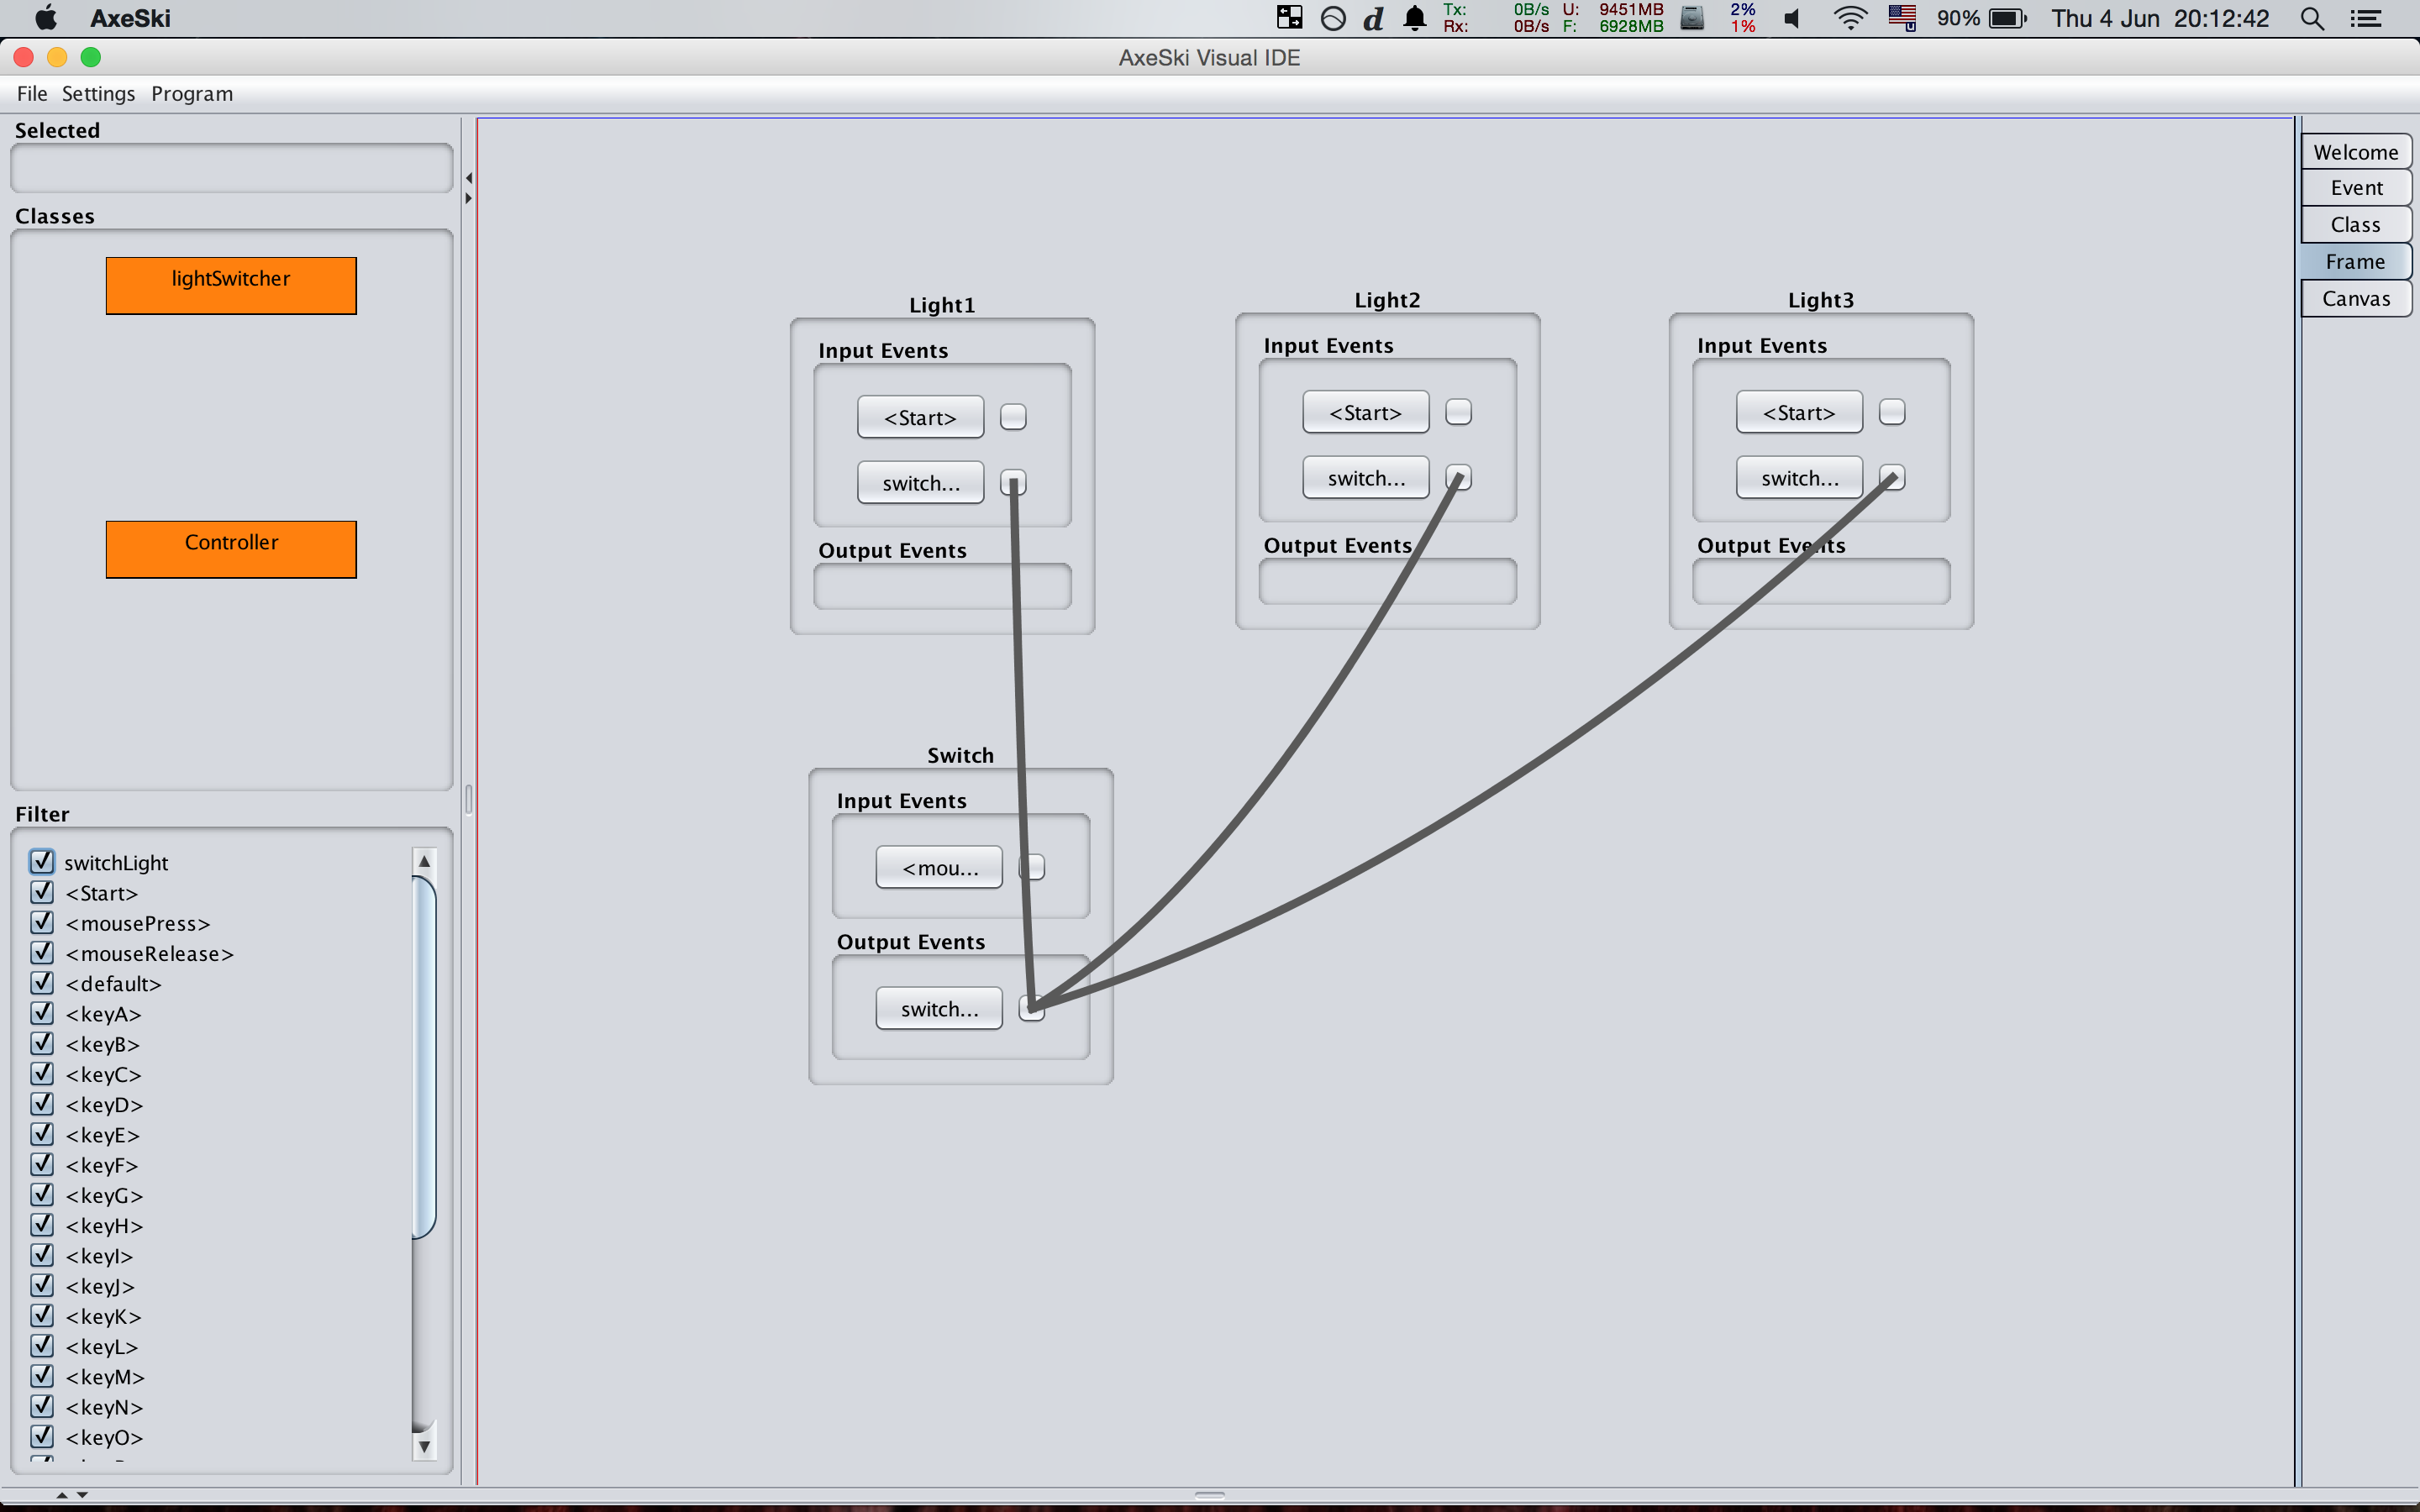 AxeSki
Tx: 0B/s U: 9451MB 2%
Rx: 0B/s F: 6928MB 1%
U 90% Thu 4 Jun 20:12:42
AxeSki Visual IDE
File Settings Program
Selected
Classes
lightSwitcher
Controller
Filter
switchLight
<Start>
<mousePress>
<mouseRelease>
<default>
<keyA>
<keyB>
<keyC>
<keyD>
<keyE>
<keyF>
<keyG>
<keyH>
<keyI>
<keyJ>
<keyK>
<keyL>
<keyM>
<keyN>
<keyO>
Light1
Input Events
<Start>
switch...
Output Events
Light2
Input Events
<Start>
switch...
Output Events
Light3
Input Events
<Start>
switch...
Output Events
Switch
Input Events
<mou...
Output Events
switch...
Welcome
Event
Class
Frame
Canvas